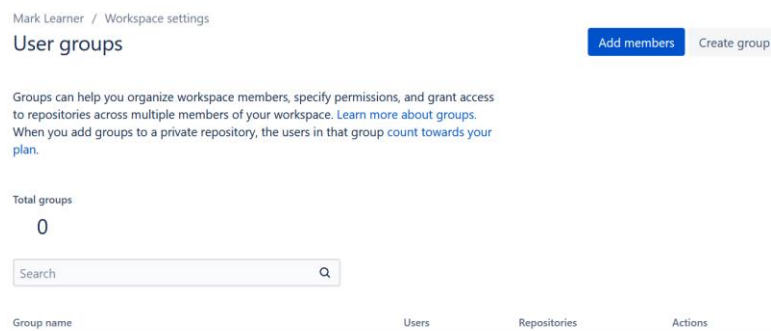 Mark Learner / Workspace settings
User groups
Add members
Create group
Groups can help you organize workspace members, specify permissions, and grant access
to repositories across multiple members of your workspace. Learn more about groups.
When you add groups to a private repository, the users in that group count towards your
plan.
Total groups
0
Search
Group name Users Repositories Actions